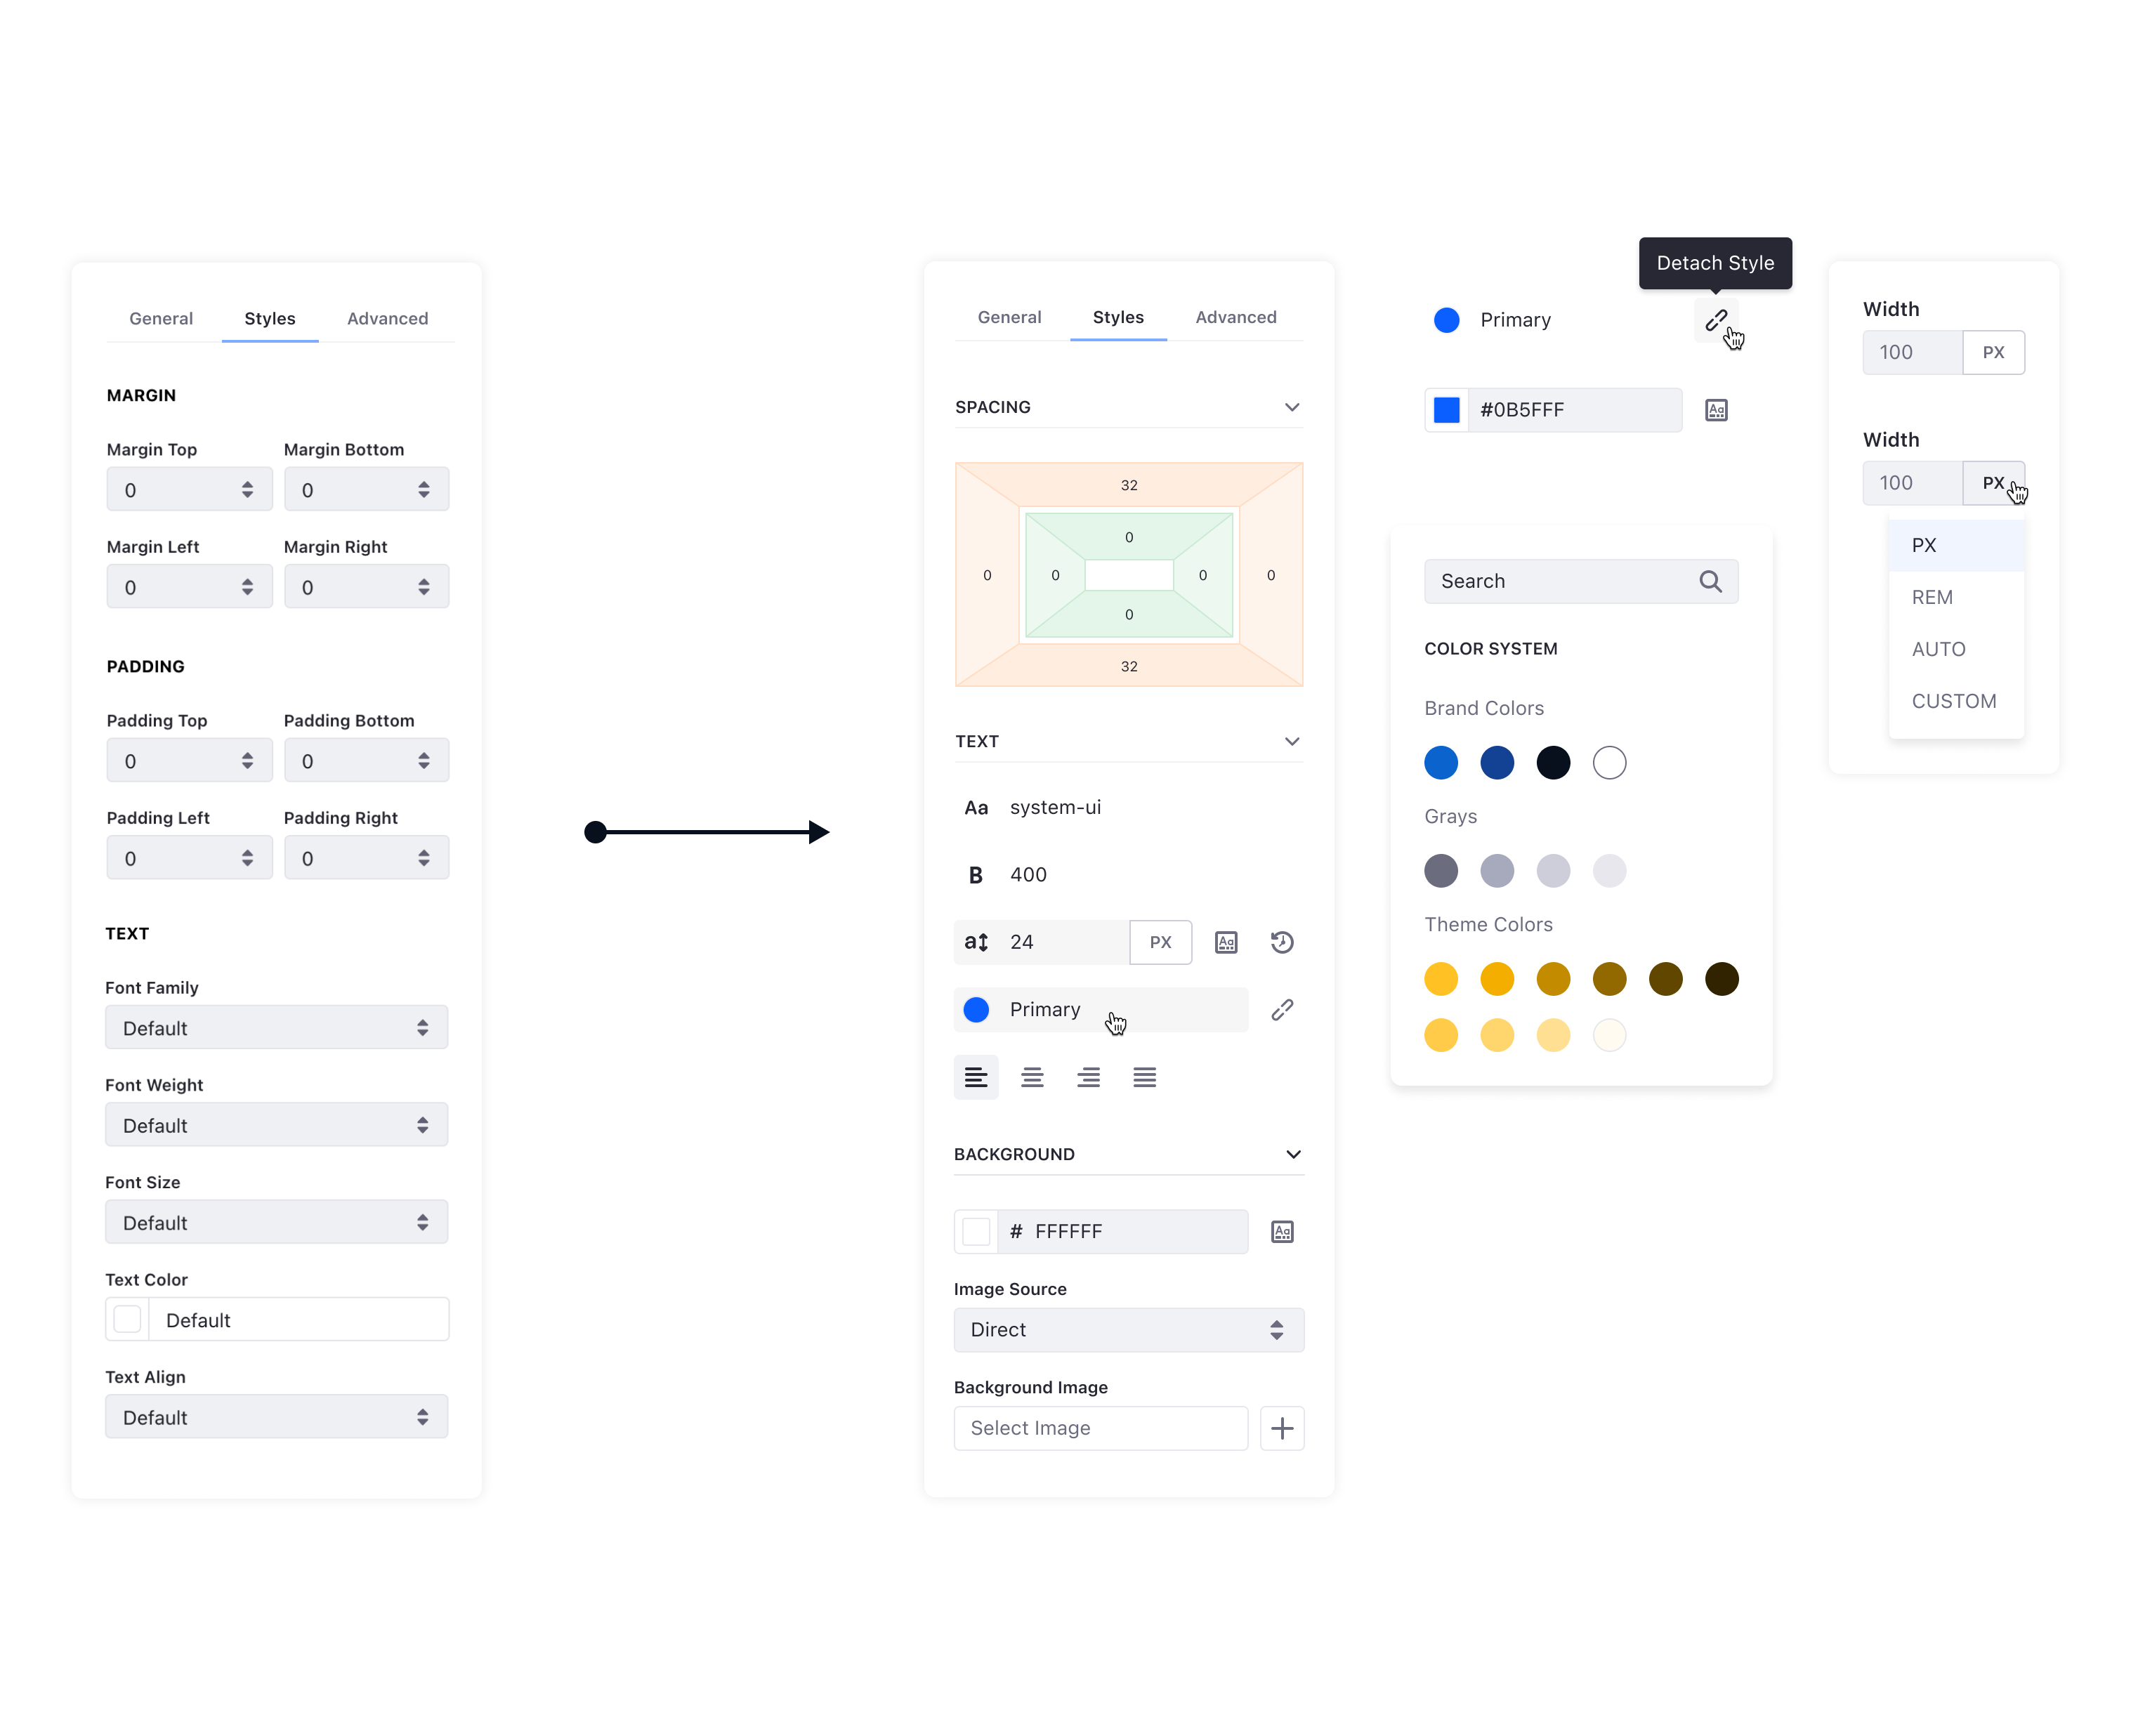 General Styles Advanced
MARGIN
Margin Top Margin Bottom
0 0
Margin Left Margin Right
0 0
PADDING
Padding Top Padding Bottom
0 0
Padding Left Padding Right
0 0
TEXT
Font Family
Default
Font Weight
Default
Font Size
Default
Text Color
Default
Text Align
Default
General Styles Advanced
SPACING
32
0
0 0 0 0
0
32
TEXT
Aa system-ui
B 400
a 24 PX Aa
Primary
BACKGROUND
# FFFFFF Aa
Image Source
Direct
Background Image
Select Image
Detach Style
Primary
#0B5FFF Aa
Search
COLOR SYSTEM
Brand Colors
Grays
Theme Colors
Width
100 PX
Width
100 PX
PX
REM
AUTO
CUSTOM